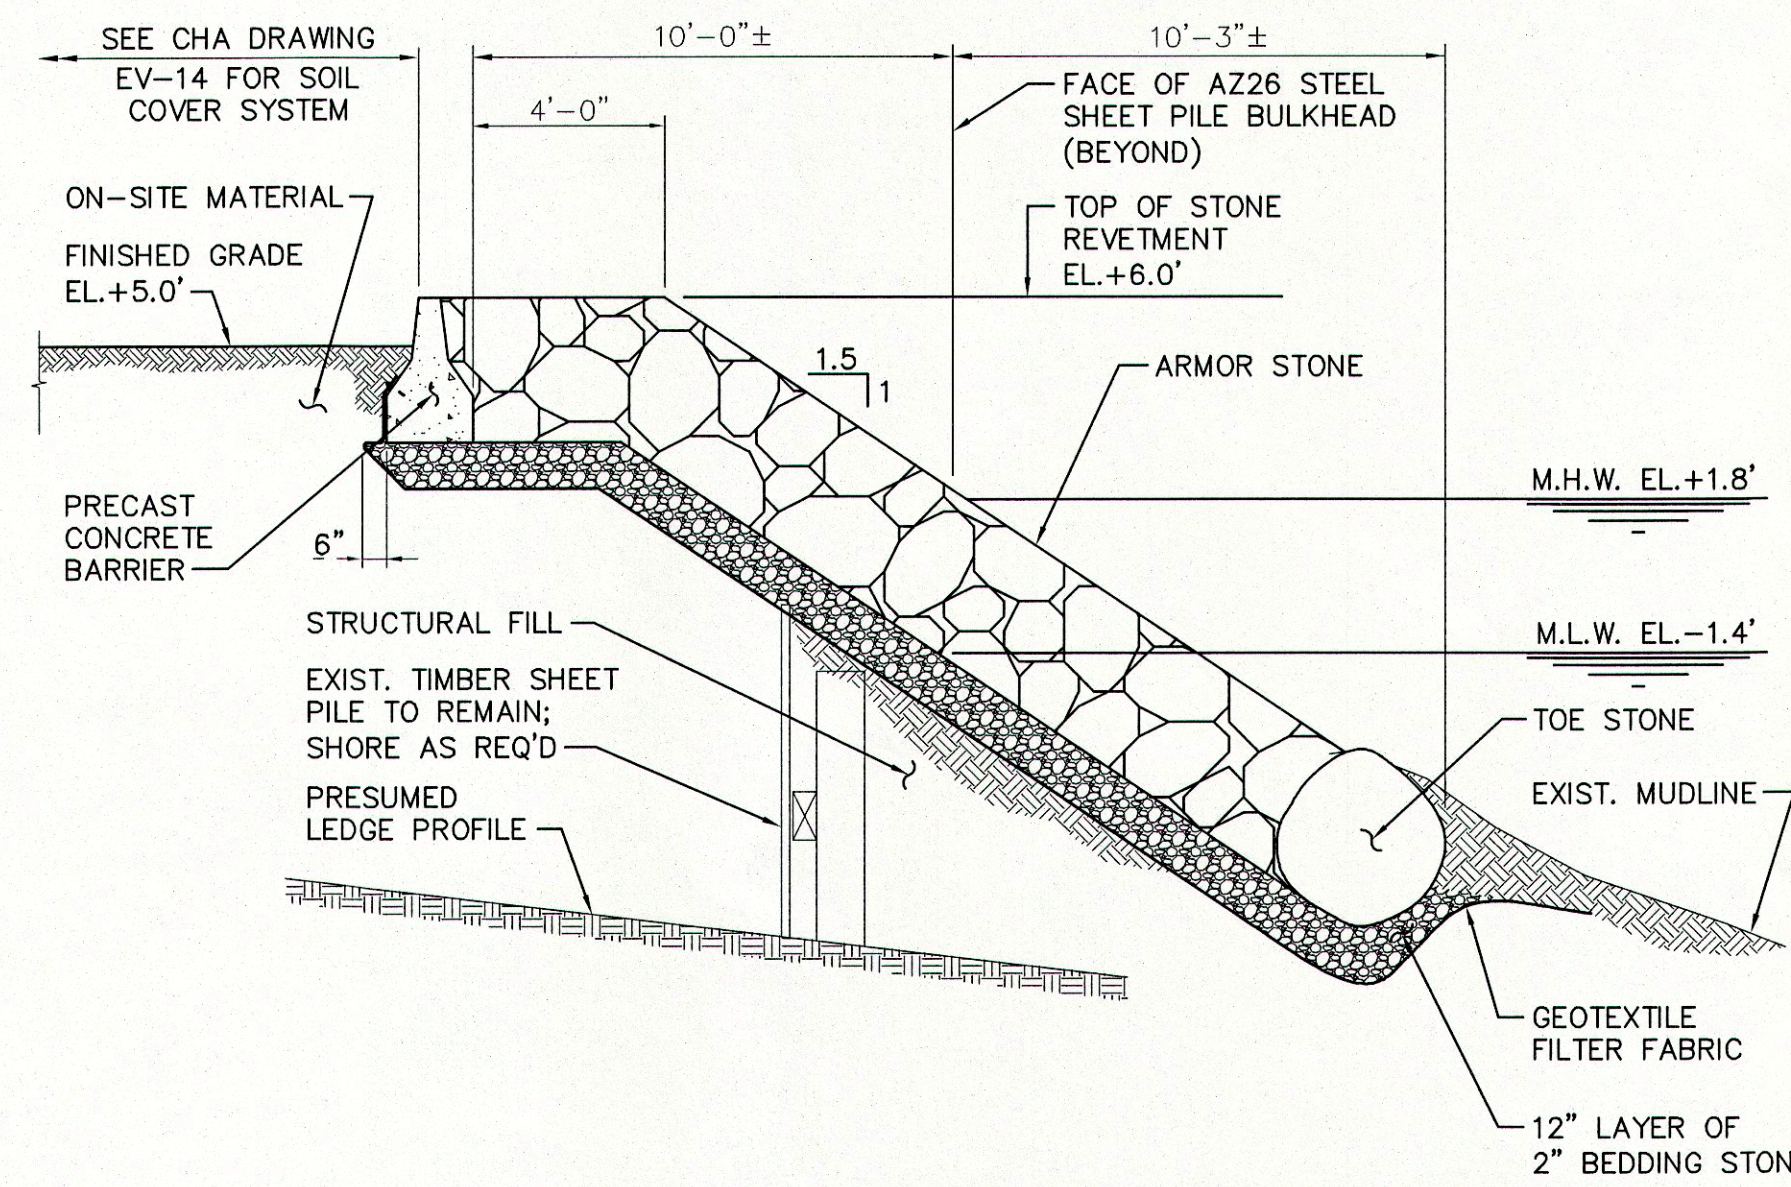 SEE CHA DRAWING
EV-14 FOR SOIL
COVER SYSTEM
10'-0"±
10'-3"±
4'-0"
FACE OF AZ26 STEEL
SHEET PILE BULKHEAD
(BEYOND)
ON-SITE MATERIAL
TOP OF STONE
REVETMENT
EL.+6.0'
FINISHED GRADE
EL.+5.0'
1.5
1
ARMOR STONE
M.H.W. EL.+1.8'
PRECAST
CONCRETE
BARRIER
6"
STRUCTURAL FILL
M.L.W. EL.-1.4'
EXIST. TIMBER SHEET
PILE TO REMAIN;
SHORE AS REQ'D
TOE STONE
PRESUMED
LEDGE PROFILE
EXIST. MUDLINE
GEOTEXTILE
FILTER FABRIC
12" LAYER OF
2" BEDDING STON